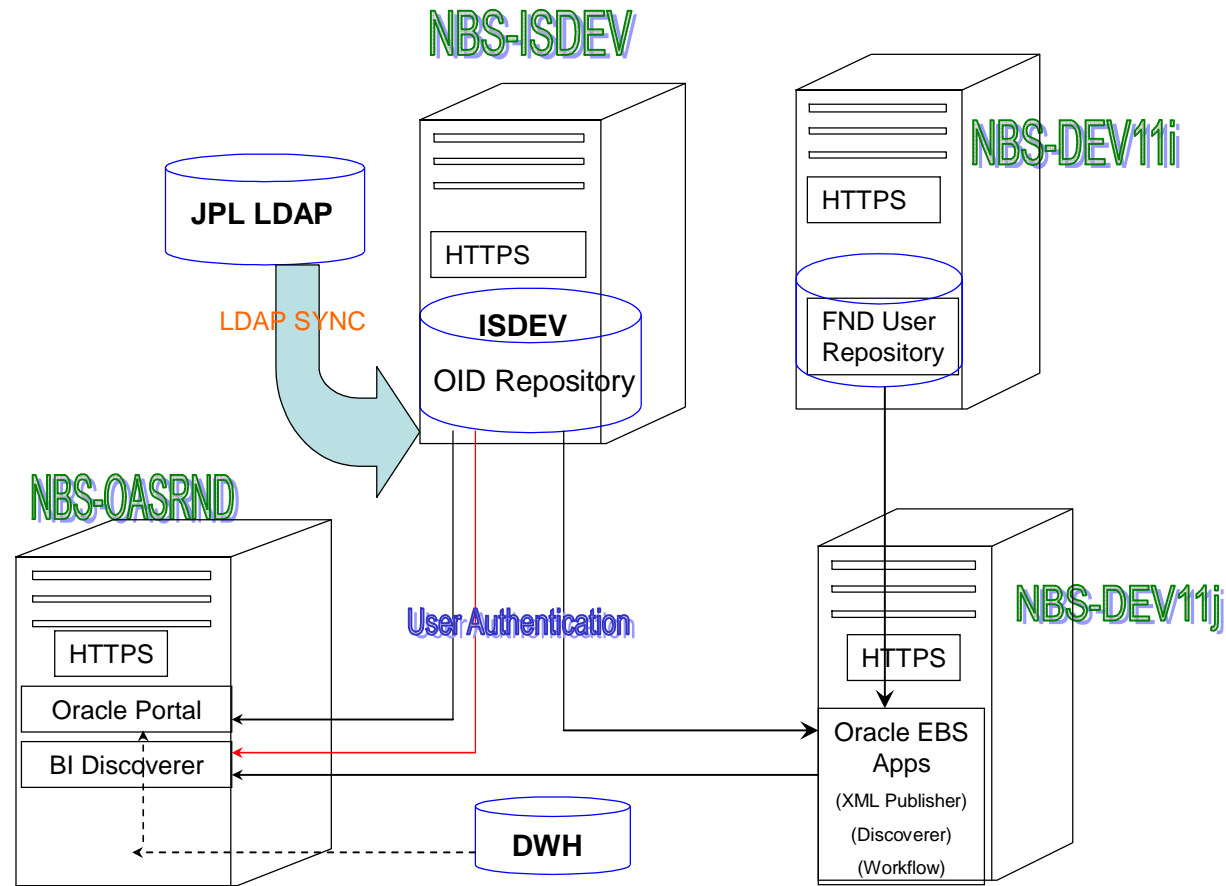 NBS-ISDEV
NBS-DEV11i
JPL LDAP
HTTPS
HTTPS
LDAP SYNC
ISDEV
OID Repository
FND User
Repository
NBS-OASRND
User Authentication
NBS-DEV11j
HTTPS
HTTPS
Oracle Portal
BI Discoverer
Oracle EBS
Apps
(XML Publisher)
(Discoverer)
(Workflow)
DWH